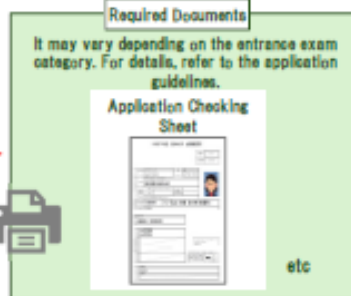 Required Documents
It may vary depending on the entrance exam
category. For details, refer to the application
guidelines.
Application Checking
Sheet
etc